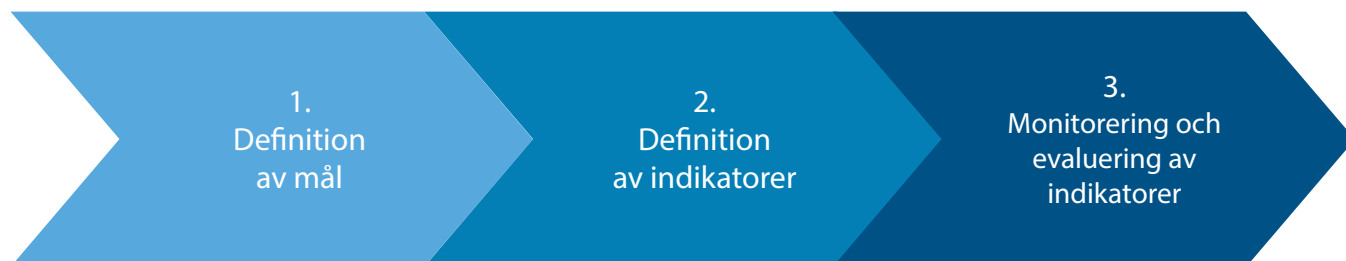 1.
Definition
av mål
2.
Definition
av indikatorer
3.
Monitorering och
evaluering av
indikatorer